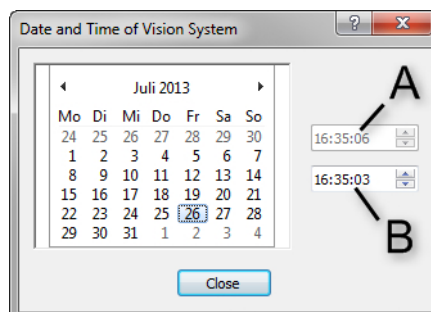 Date and Time of Vision System
Juli 2013
Mo Di Mi Do Fr Sa So
24 25 26 27 28 29 30
1 2 3 4 5 6 7
8 9 10 11 12 13 14
15 16 17 18 19 20 21
22 23 24 25 26 27 28
29 30 31 1 2 3 4
A
16:35:06
16:35:03
B
Close